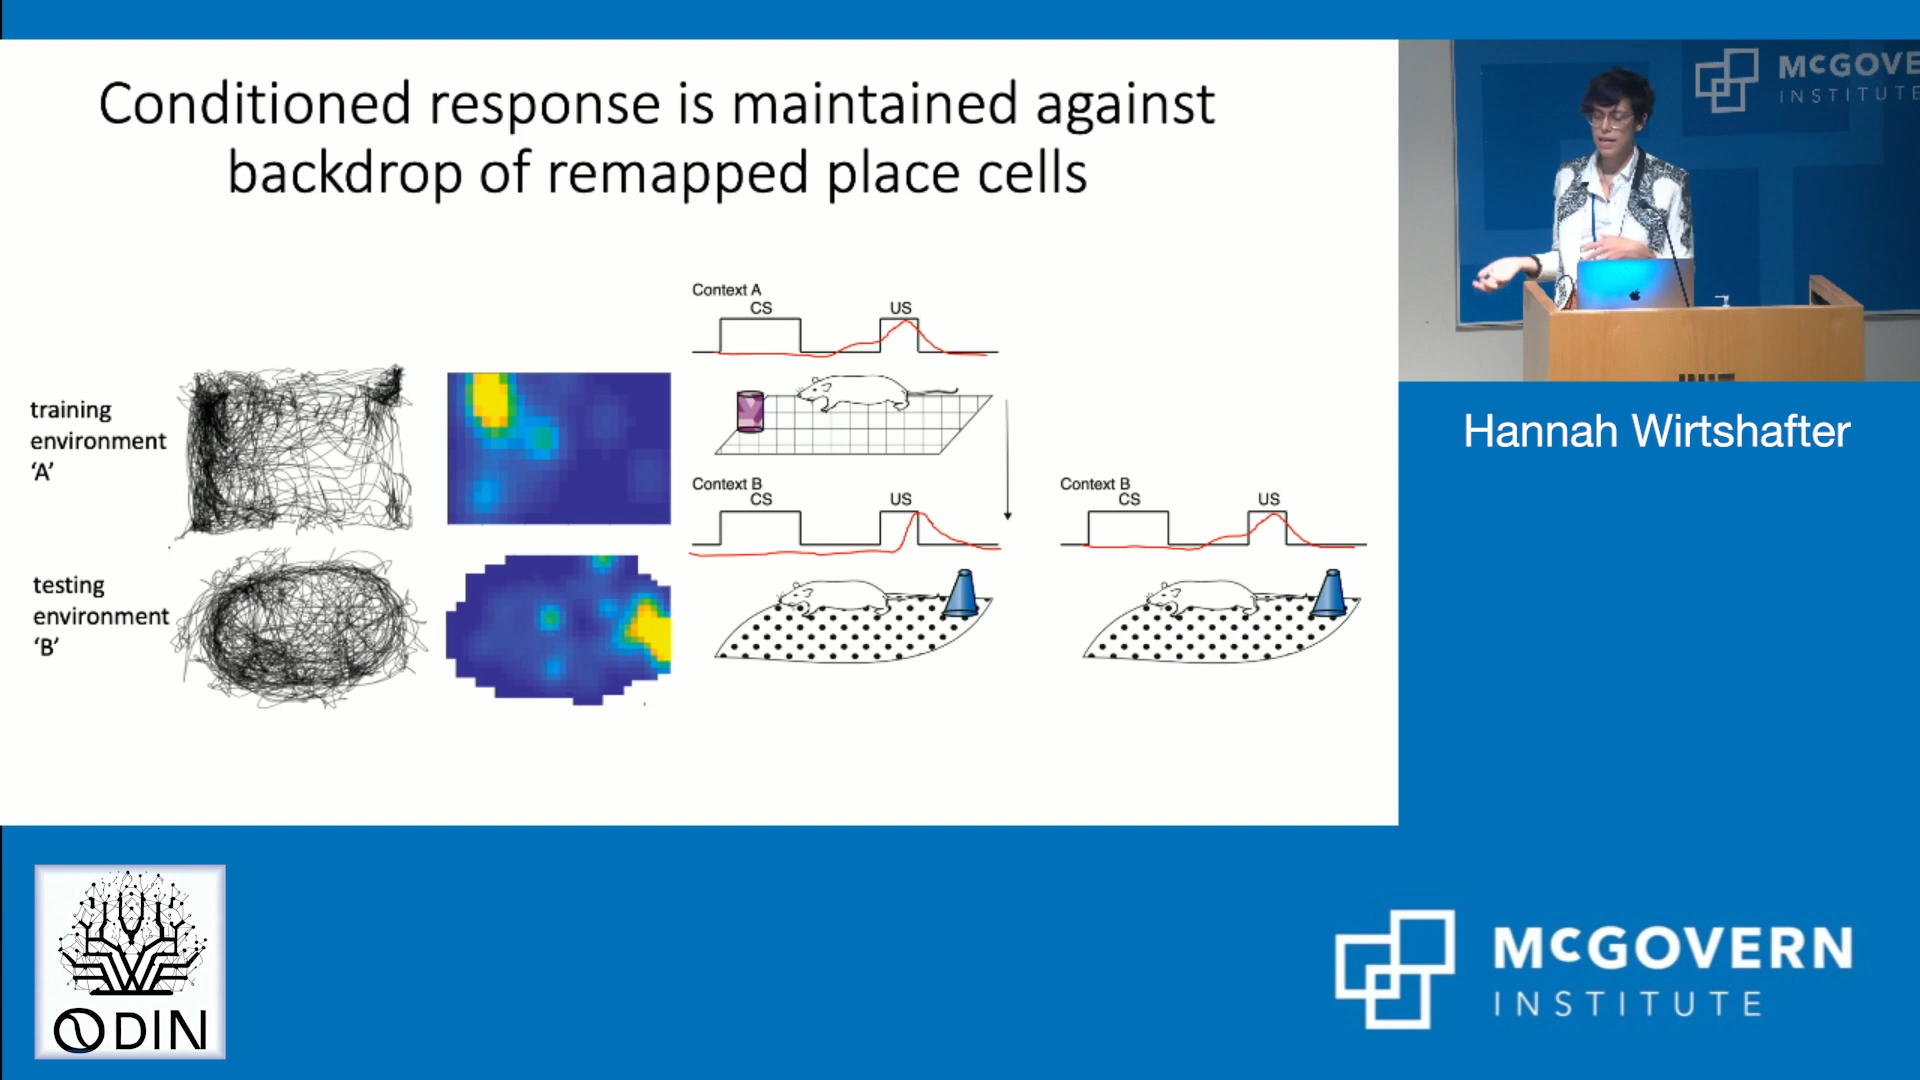 Conditioned response is maintained against
backdrop of remapped place cells
Context A
CS
US
training
environment
‘A’
Context B
CS
US
Context B
CS
US
testing
environment
‘B’
McGOVE
INSTITUTE
Hannah Wirtshafter
ODIN
McGOVERN
INSTITUTE